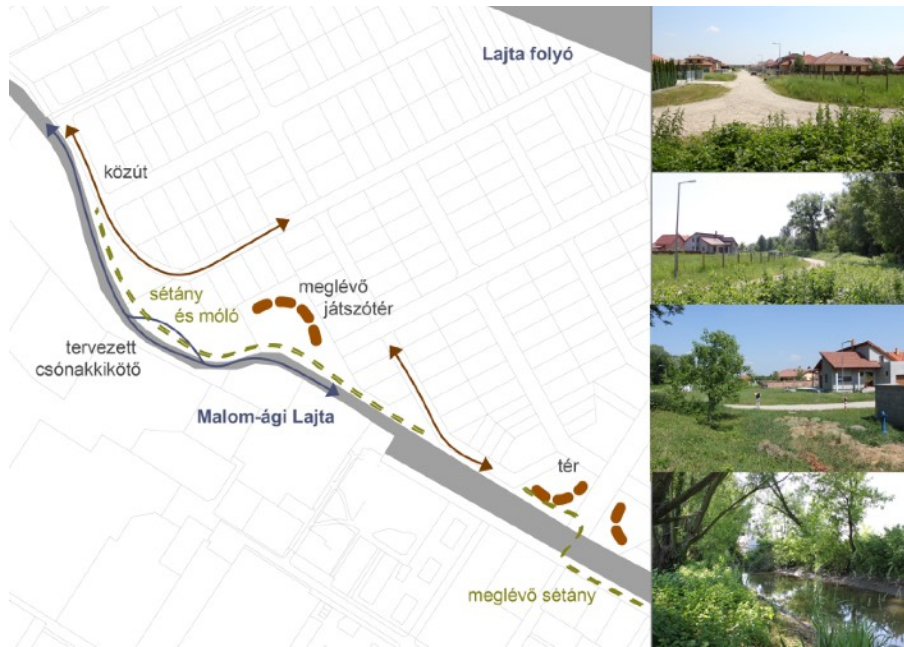 Lajta folyó
közút
meglévő
játszótér
sétány
és móló
tervezett
csónakkikötő
Malom-ági Lajta
tér
meglévő sétány